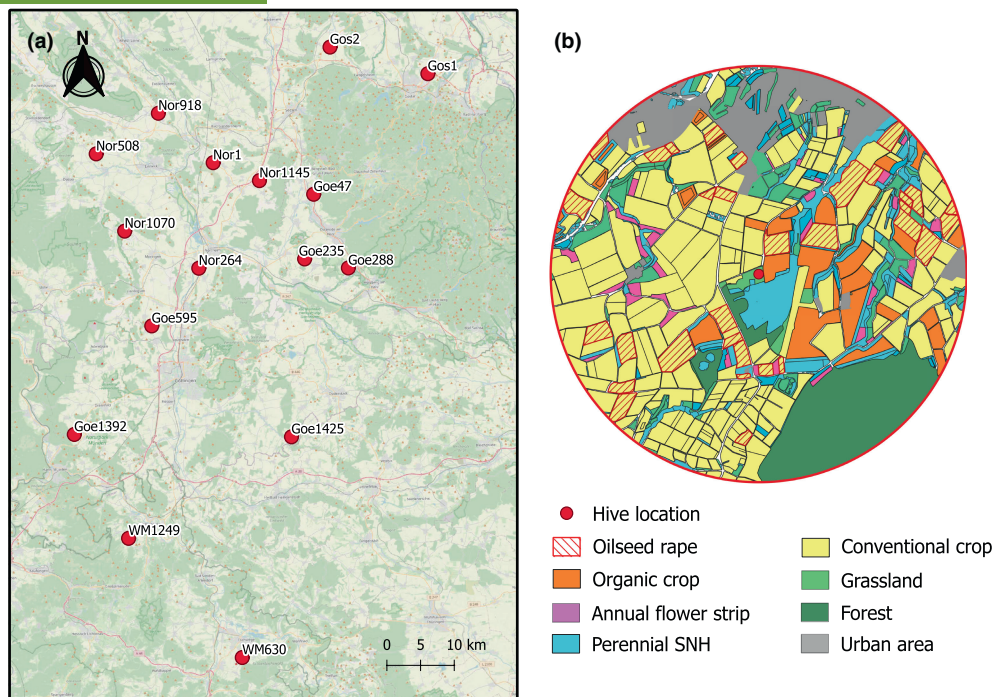 (a)
N
Gos2
Gos1
Nor918
Nor508
Nor1
Nor1145
Goe47
Nor1070
Goe235
Nor264
Goe288
Goe595
Goe1392
Goe1425
WM1249
WM630
0 5 10 km
(b)
Hive location
Oilseed rape
Conventional crop
Organic crop
Grassland
Annual flower strip
Forest
Perennial SNH
Urban area